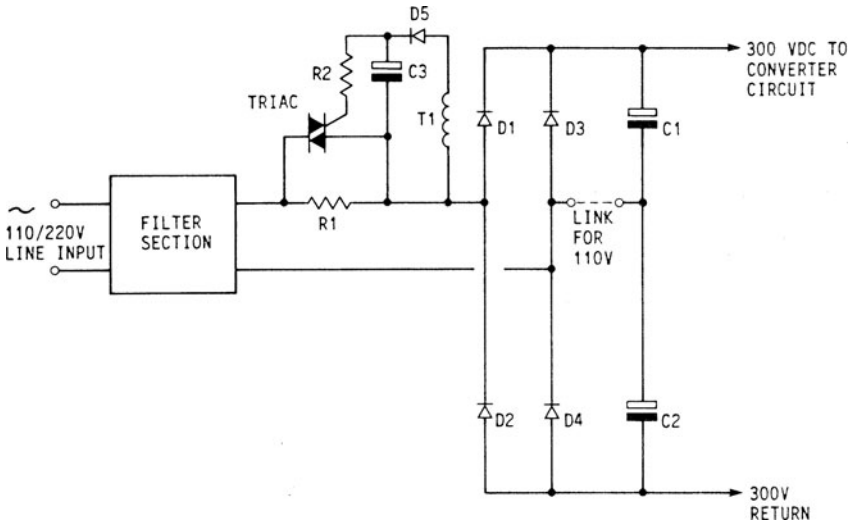 D5
R2
C3
TRIAC
T1
D1
D3
C1
300 VDC TO
CONVERTER
CIRCUIT
~
110/220V
LINE INPUT
FILTER
SECTION
R1
LINK
FOR
110V
D2
D4
C2
300V
RETURN